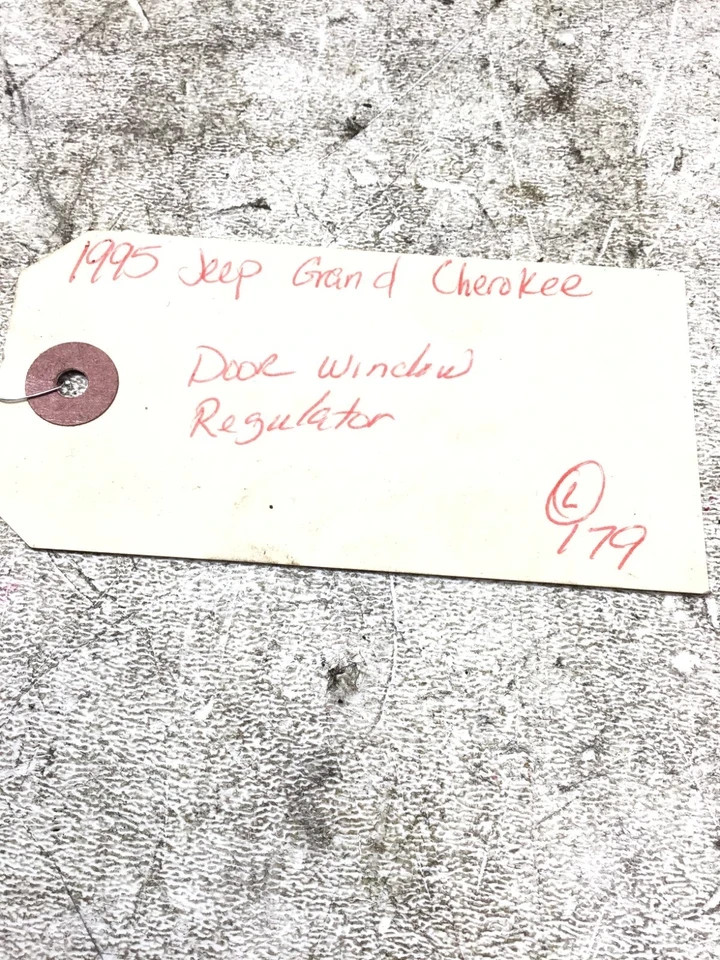 1995 Jeep Grand Cherokee
Door Window
Regulator
L
179